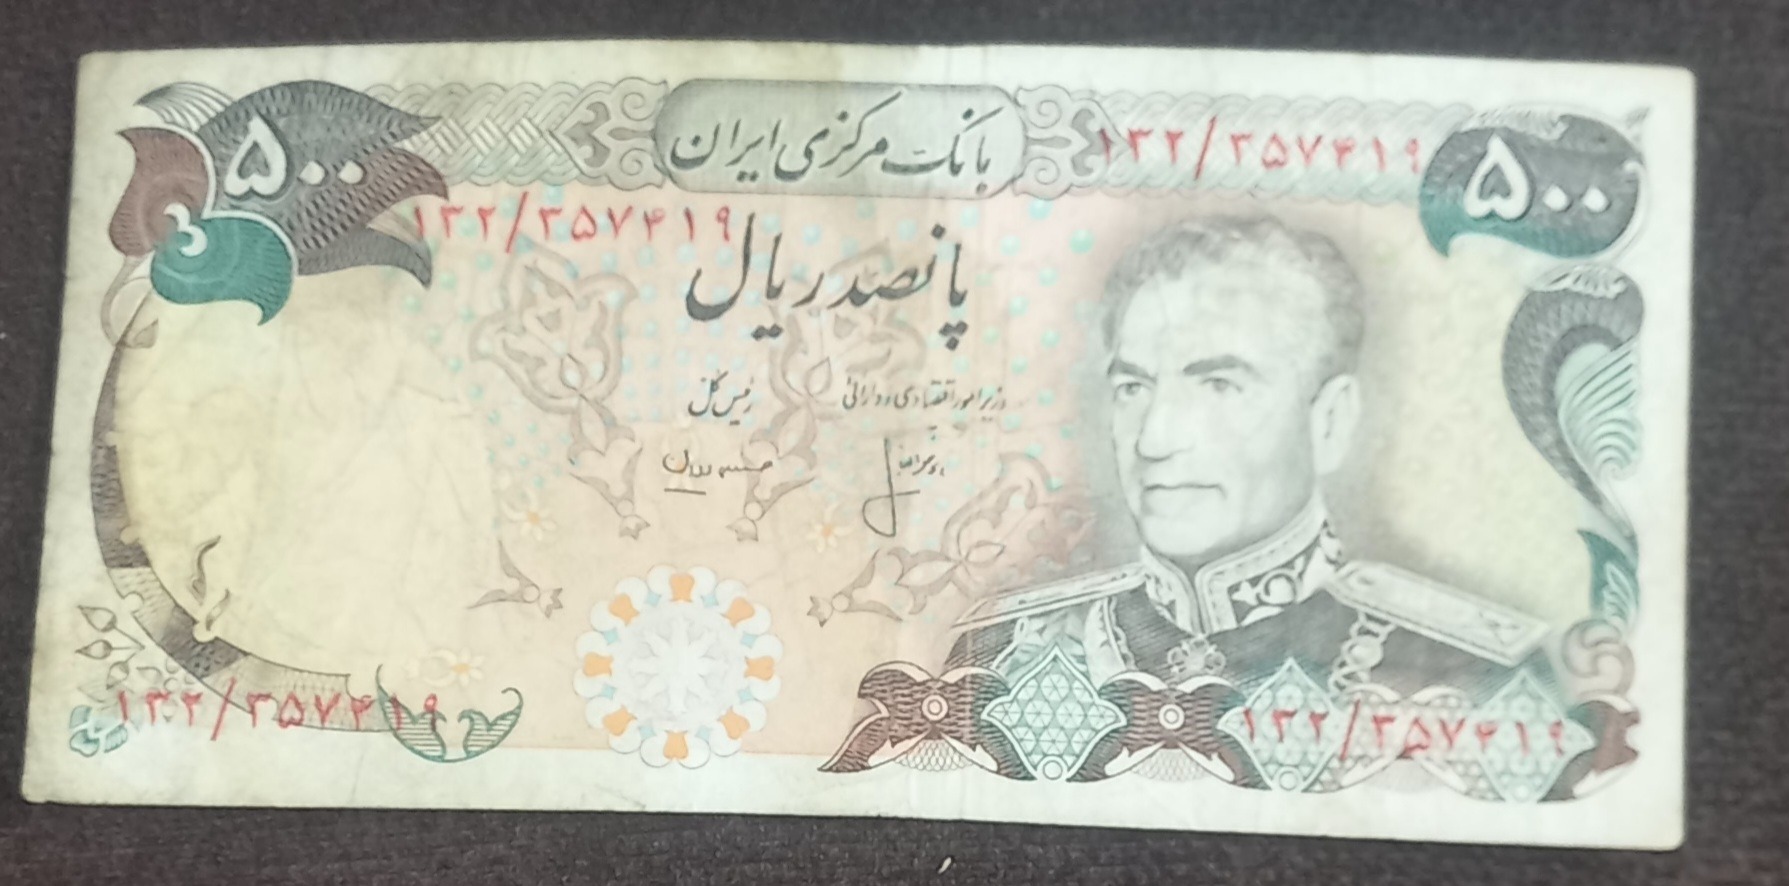 بانک مرکزی ایران
۵۰۰
۵۰۰
۱۳۲/۳۵۷۴۱۹
۱۳۲/۳۵۷۴۱۹
پانصد ریال
وزیر امور اقتصادی و دارائی
رئیس کل
۱۳۲/۳۵۷۴۱۹
۱۳۲/۳۵۷۴۱۹